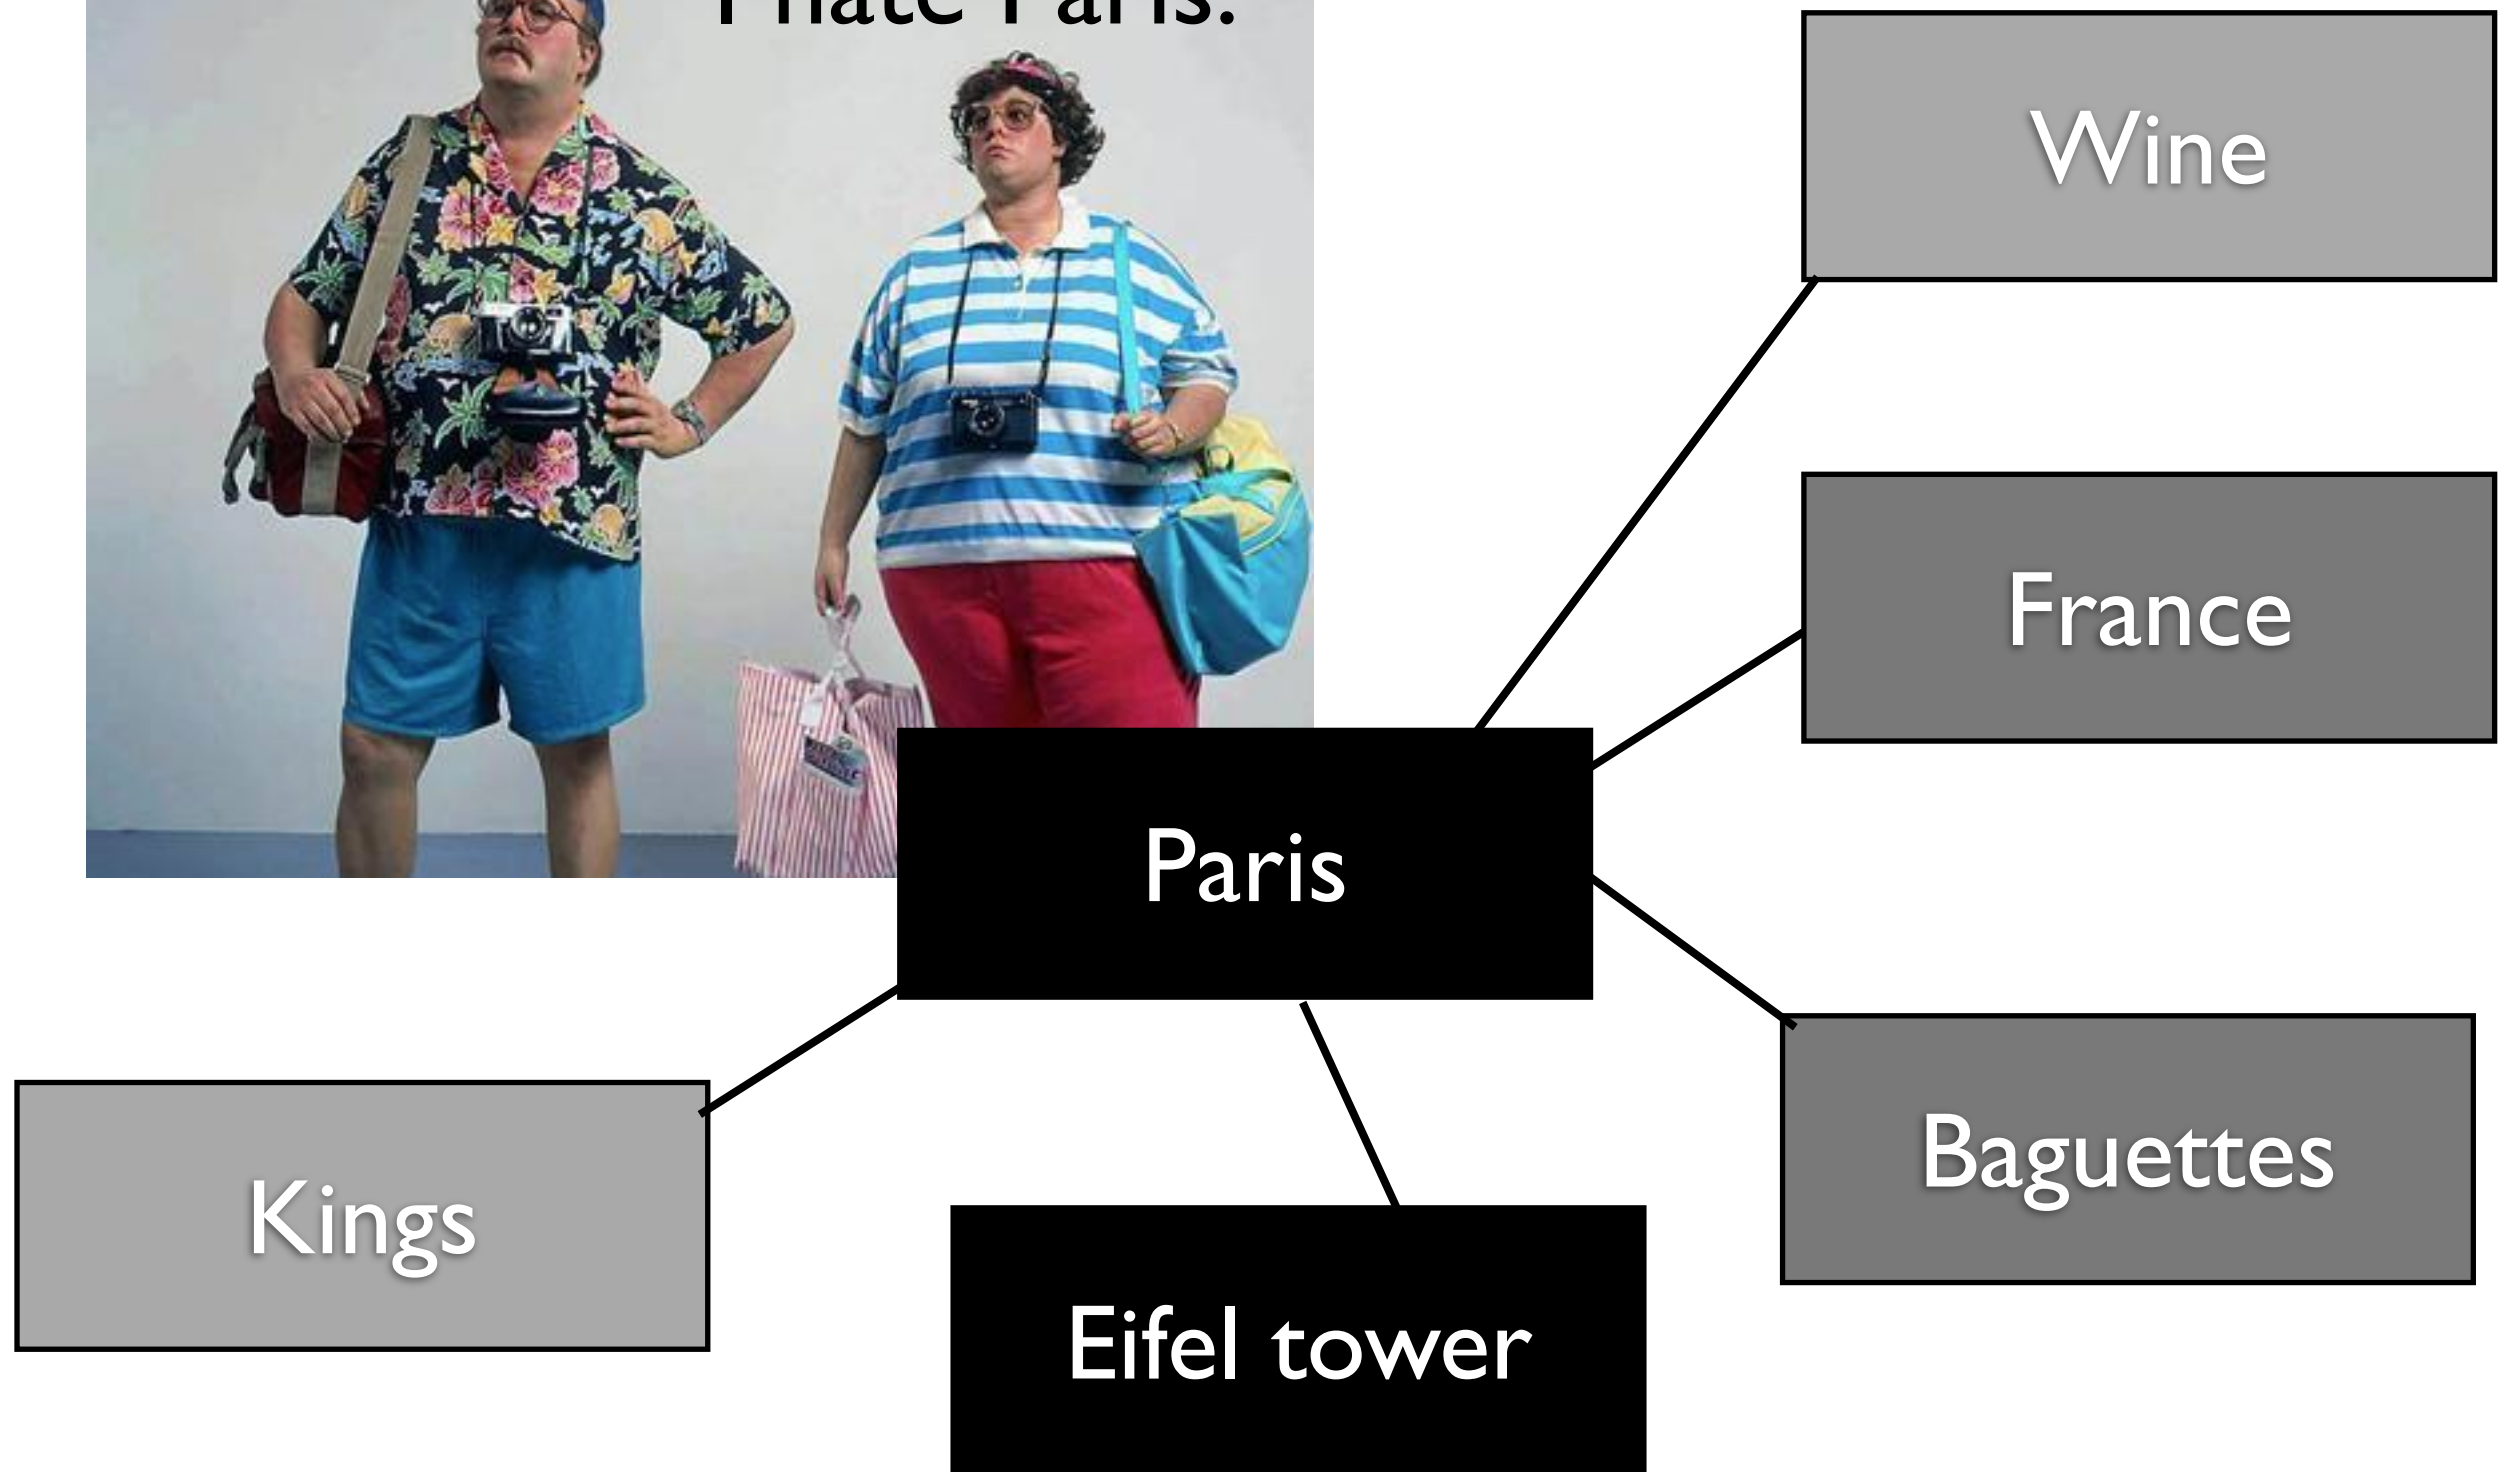 I hate Paris.
Wine
France
Paris
Baguettes
Kings
Eifel tower